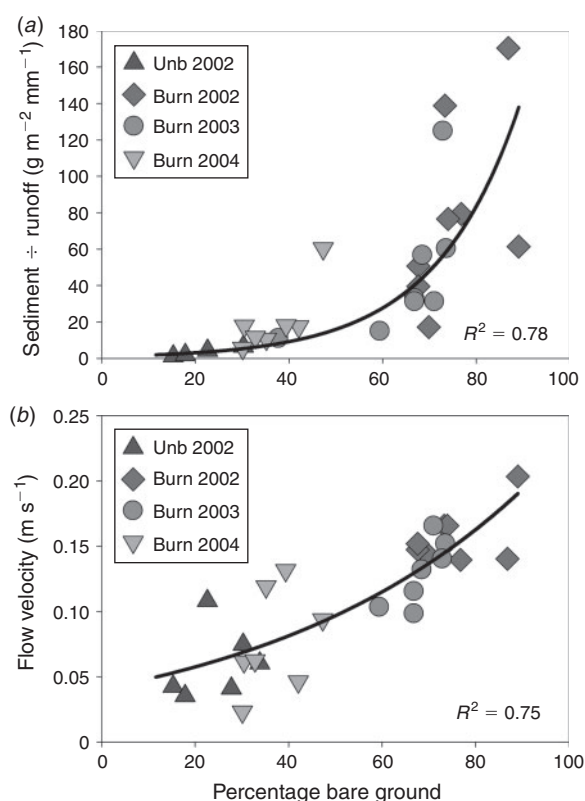 (a)
180
160
140
120
100
80
60
40
20
0
Sediment ÷ runoff (g m⁻² mm⁻¹)
Unb 2002
Burn 2002
Burn 2003
Burn 2004
R² = 0.78
0 20 40 60 80 100
(b)
0.25
0.20
0.15
0.10
0.05
0
Flow velocity (m s⁻¹)
Unb 2002
Burn 2002
Burn 2003
Burn 2004
R² = 0.75
0 20 40 60 80 100
Percentage bare ground